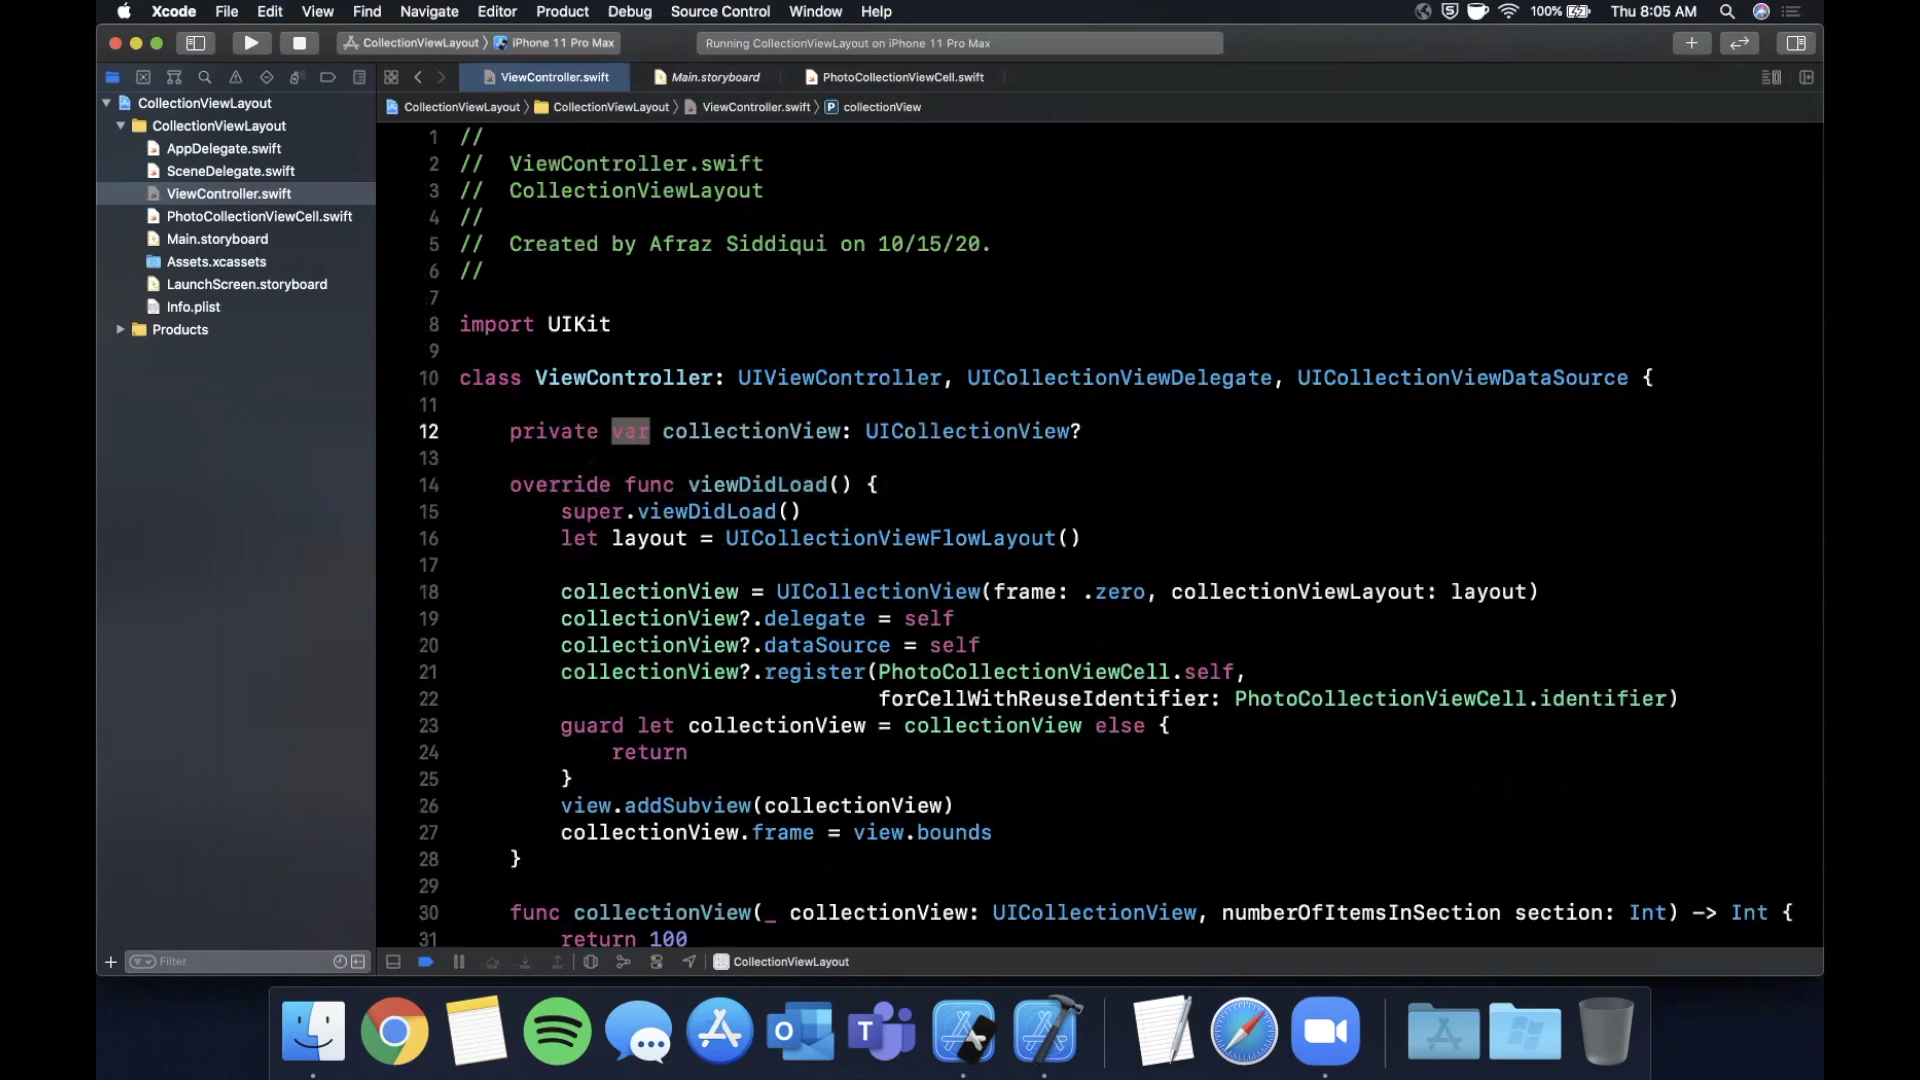 Xcode File Edit View Find Navigate Editor Product Debug Source Control Window Help 100% Thu 8:05 AM
CollectionViewLayout iPhone 11 Pro Max Running CollectionViewLayout on iPhone 11 Pro Max
ViewController.swift Main.storyboard PhotoCollectionViewCell.swift
CollectionViewLayout CollectionViewLayout ViewController.swift P collectionView
CollectionViewLayout
CollectionViewLayout
AppDelegate.swift
SceneDelegate.swift
ViewController.swift
PhotoCollectionViewCell.swift
Main.storyboard
Assets.xcassets
LaunchScreen.storyboard
Info.plist
Products
1 //
2 //  ViewController.swift
3 //  CollectionViewLayout
4 //
5 //  Created by Afraz Siddiqui on 10/15/20.
6 //
7
8 import UIKit
9
10 class ViewController: UIViewController, UICollectionViewDelegate, UICollectionViewDataSource {
11
12     private var collectionView: UICollectionView?
13
14     override func viewDidLoad() {
15         super.viewDidLoad()
16         let layout = UICollectionViewFlowLayout()
17
18         collectionView = UICollectionView(frame: .zero, collectionViewLayout: layout)
19         collectionView?.delegate = self
20         collectionView?.dataSource = self
21         collectionView?.register(PhotoCollectionViewCell.self,
22                                  forCellWithReuseIdentifier: PhotoCollectionViewCell.identifier)
23         guard let collectionView = collectionView else {
24             return
25         }
26         view.addSubview(collectionView)
27         collectionView.frame = view.bounds
28     }
29
30     func collectionView(_ collectionView: UICollectionView, numberOfItemsInSection section: Int) -> Int {
31         return 100
Filter
CollectionViewLayout